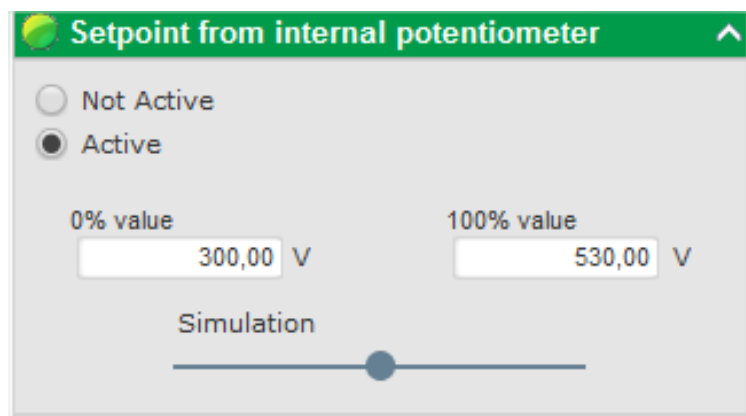 Setpoint from internal potentiometer
Not Active
Active
0% value 100% value
300,00 V 530,00 V
Simulation